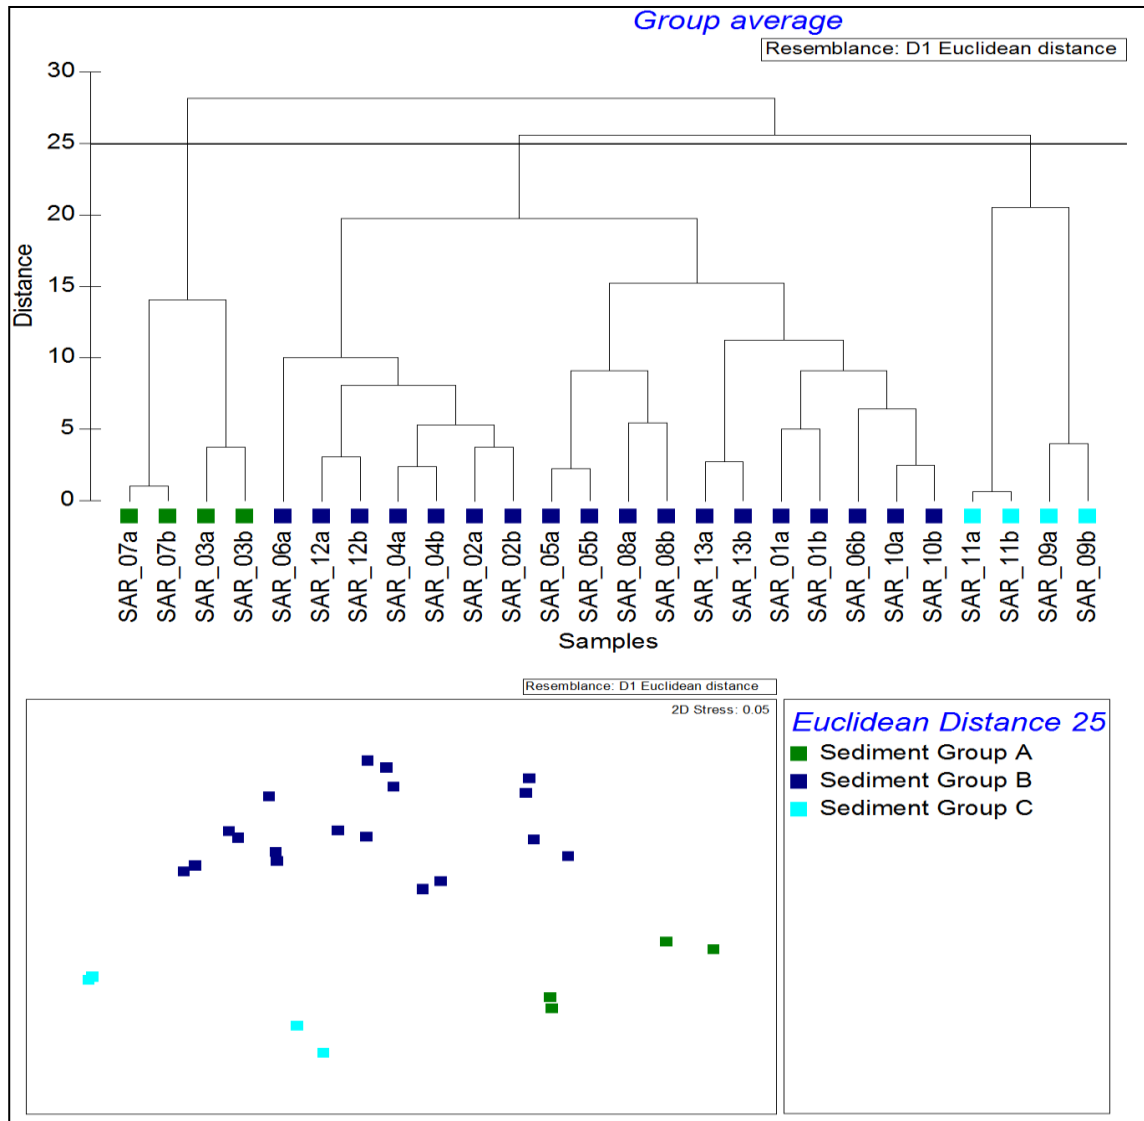 Group average
Resemblance: D1 Euclidean distance
30
25
20
15
10
5
0
Distance
SAR_07a
SAR_07b
SAR_03a
SAR_03b
SAR_06a
SAR_12a
SAR_12b
SAR_04a
SAR_04b
SAR_02a
SAR_02b
SAR_05a
SAR_05b
SAR_08a
SAR_08b
SAR_13a
SAR_13b
SAR_01a
SAR_01b
SAR_06b
SAR_10a
SAR_10b
SAR_11a
SAR_11b
SAR_09a
SAR_09b
Samples
Resemblance: D1 Euclidean distance
2D Stress: 0.05
Euclidean Distance 25
Sediment Group A
Sediment Group B
Sediment Group C